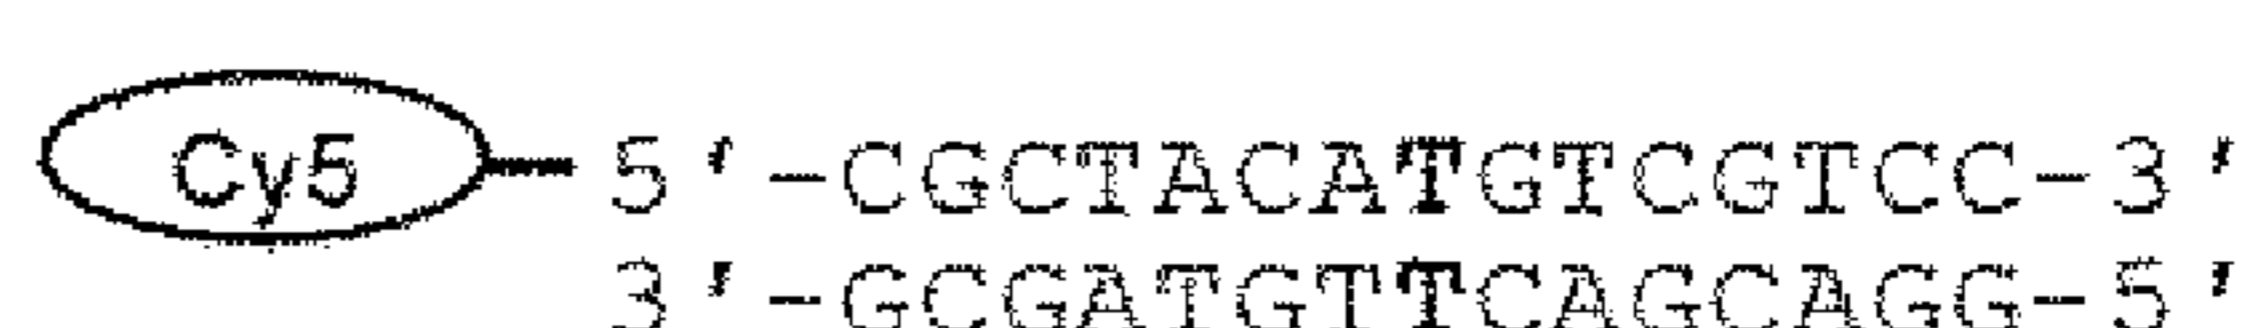 Cy5 5'-CGCTACATGTCGTCC-3'
3'-GCGATGTTCAGCAGG-5'